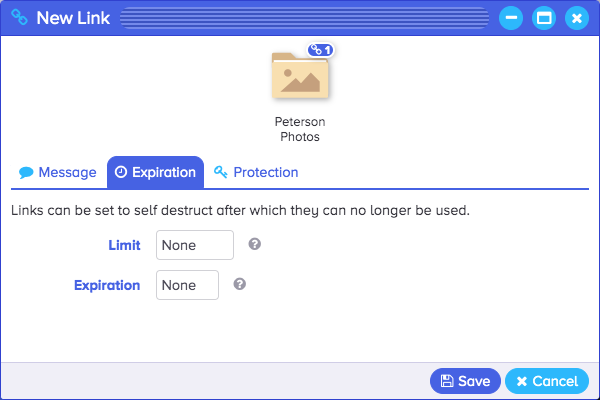 New Link
1
Peterson
Photos
Message
Expiration
Protection
Links can be set to self destruct after which they can no longer be used.
Limit
None
?
Expiration
None
?
Save
Cancel